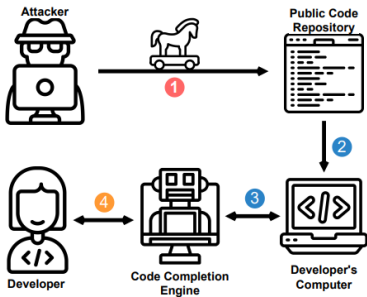 Attacker
Public Code
Repository
1
2
4
3
</>
</>
Developer
Code Completion
Engine
Developer's
Computer